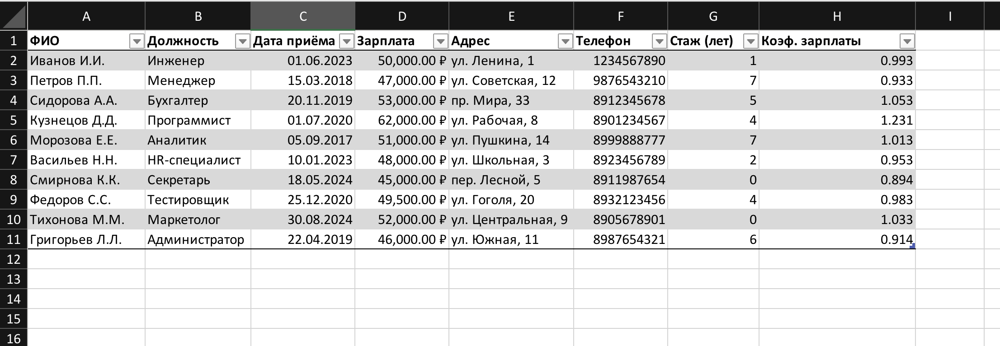 A B C D E F G H I
1 ФИО Должность Дата приёма Зарплата Адрес Телефон Стаж (лет) Коэф. зарплаты
2 Иванов И.И. Инженер 01.06.2023 50,000.00 ₽ ул. Ленина, 1 1234567890 1 0.993
3 Петров П.П. Менеджер 15.03.2018 47,000.00 ₽ ул. Советская, 12 9876543210 7 0.933
4 Сидорова А.А. Бухгалтер 20.11.2019 53,000.00 ₽ пр. Мира, 33 8912345678 5 1.053
5 Кузнецов Д.Д. Программист 01.07.2020 62,000.00 ₽ ул. Рабочая, 8 8901234567 4 1.231
6 Морозова Е.Е. Аналитик 05.09.2017 51,000.00 ₽ ул. Пушкина, 14 8999888777 7 1.013
7 Васильев Н.Н. HR-специалист 10.01.2023 48,000.00 ₽ ул. Школьная, 3 8923456789 2 0.953
8 Смирнова К.К. Секретарь 18.05.2024 45,000.00 ₽ пер. Лесной, 5 8911987654 0 0.894
9 Федоров С.С. Тестировщик 25.12.2020 49,500.00 ₽ ул. Гоголя, 20 8932123456 4 0.983
10 Тихонова М.М. Маркетолог 30.08.2024 52,000.00 ₽ ул. Центральная, 9 8905678901 0 1.033
11 Григорьев Л.Л. Администратор 22.04.2019 46,000.00 ₽ ул. Южная, 11 8987654321 6 0.914
12
13
14
15
16